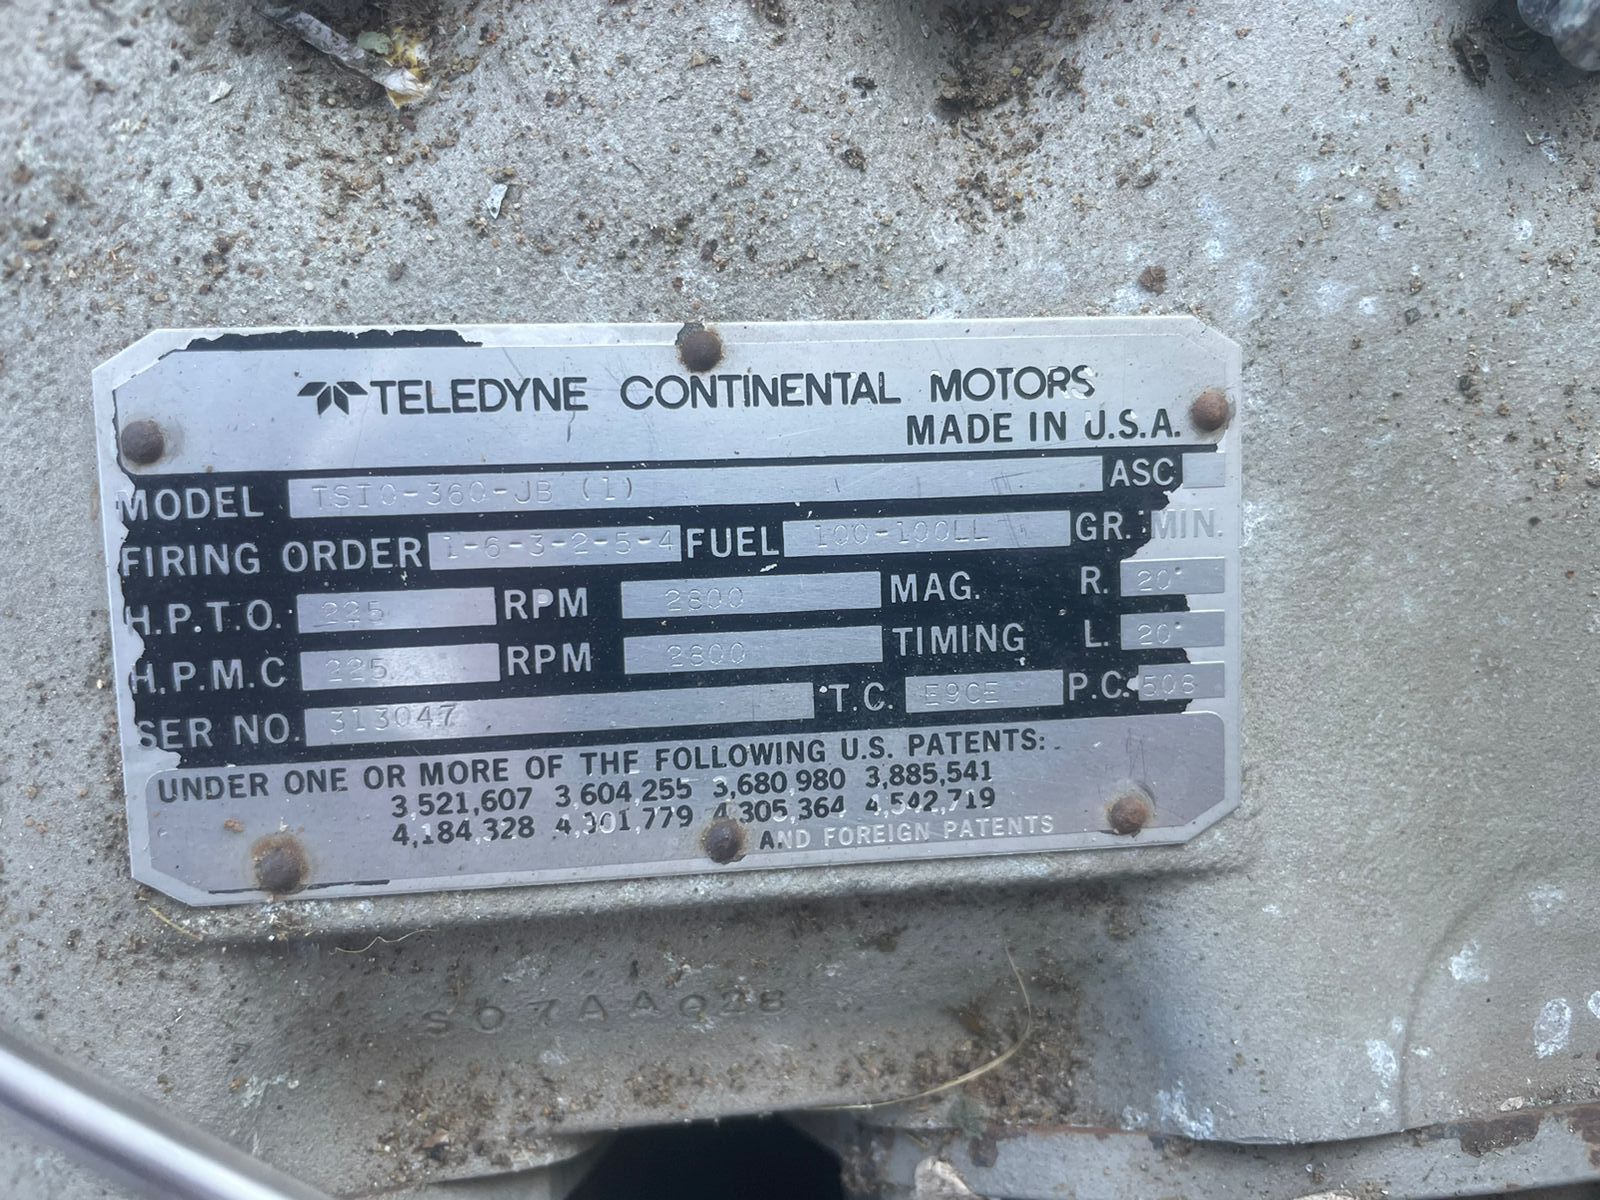 TELEDYNE CONTINENTAL MOTORS
MADE IN U.S.A.
MODEL TSIO-360-JB (1) ASC
FIRING ORDER 1-6-3-2-5-4 FUEL 100-100LL GR. MIN.
H.P.T.O. 225 RPM 2800 MAG. R. 20°
H.P.M.C 225 RPM 2800 TIMING L. 20°
SER NO. 313047 T.C. E9CE P.C. 508
UNDER ONE OR MORE OF THE FOLLOWING U.S. PATENTS:
3,521,607 3,604,255 3,680,980 3,885,541
4,184,328 4,301,779 4,305,364 4,542,719
AND FOREIGN PATENTS